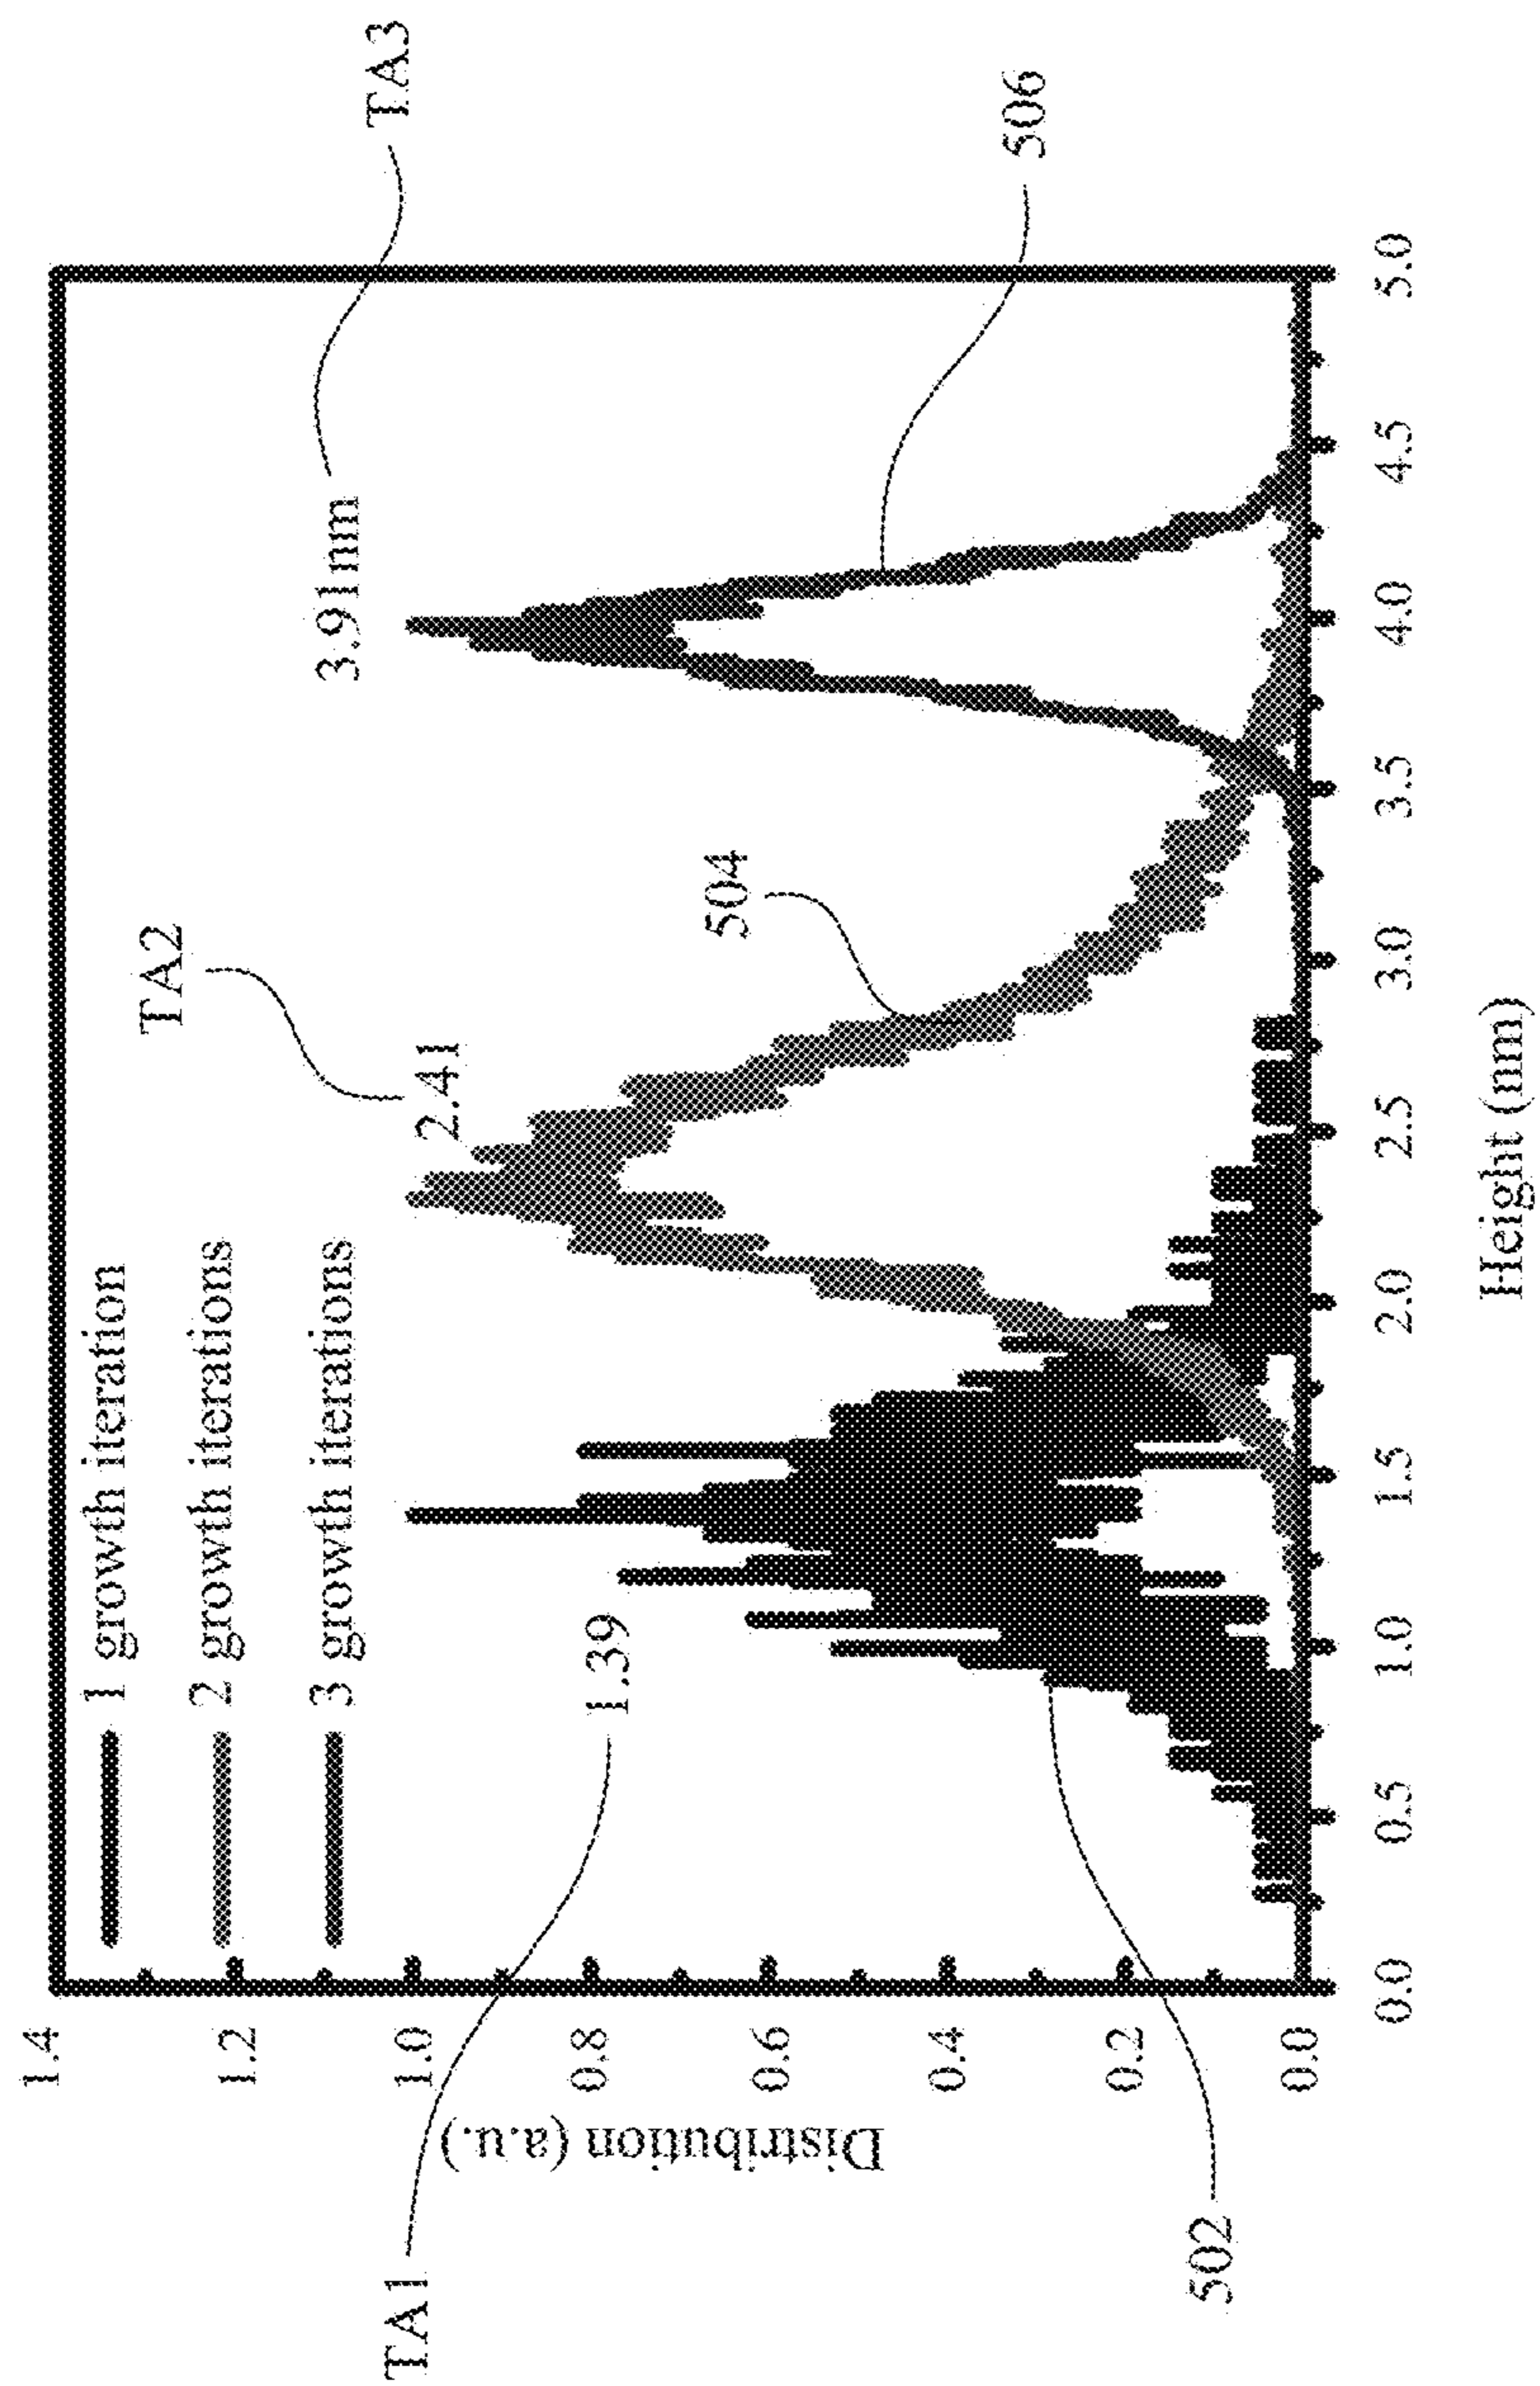 TA1
TA2
TA3
1 growth iteration
2 growth iterations
3 growth iterations
3.91nm
2.41
1.39
502
504
506
Distribution (a.u.)
1.4
1.2
1.0
0.8
0.6
0.4
0.2
0.0
0.0
0.5
1.0
1.5
2.0
2.5
3.0
3.5
4.0
4.5
5.0
Height (nm)